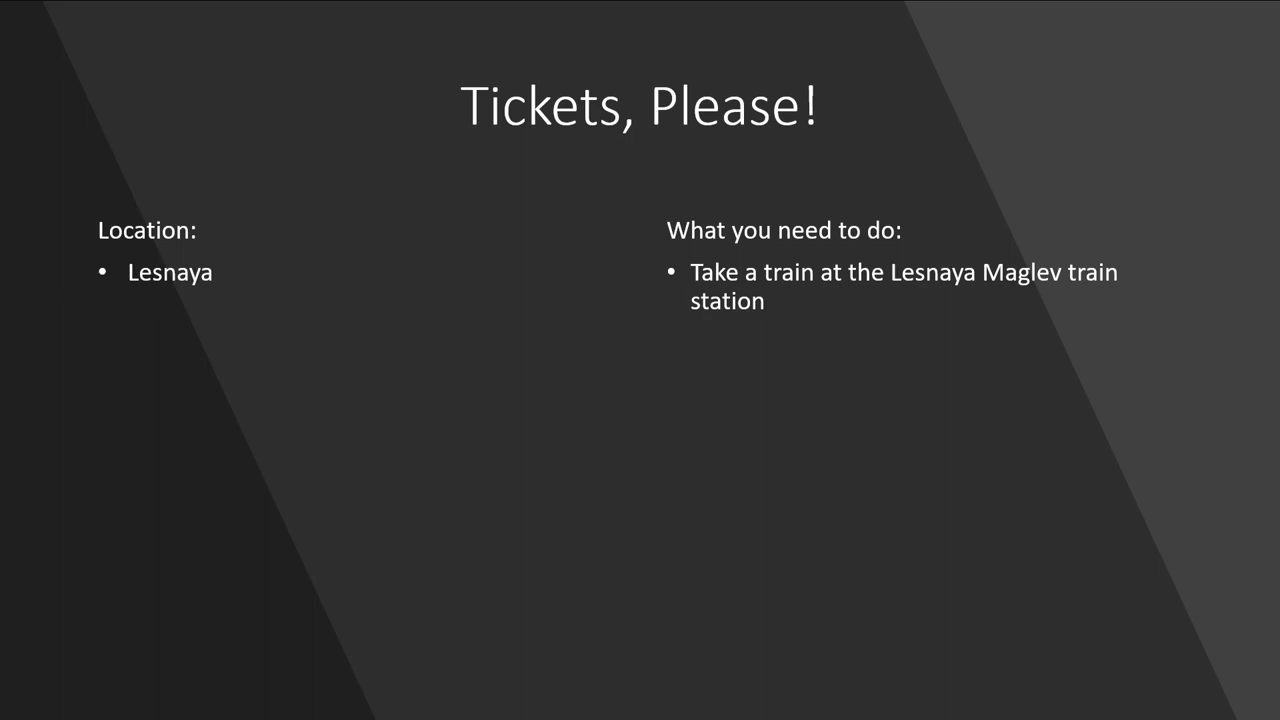 Tickets, Please!
Location:
• Lesnaya
What you need to do:
• Take a train at the Lesnaya Maglev train
station